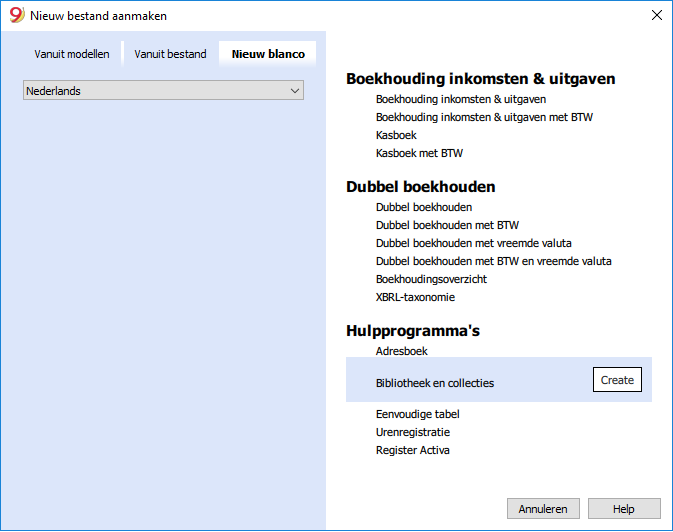 9 Nieuw bestand aanmaken
Vanuit modellen Vanuit bestand Nieuw blanco
Nederlands
Boekhouding inkomsten & uitgaven
Boekhouding inkomsten & uitgaven
Boekhouding inkomsten & uitgaven met BTW
Kasboek
Kasboek met BTW
Dubbel boekhouden
Dubbel boekhouden
Dubbel boekhouden met BTW
Dubbel boekhouden met vreemde valuta
Dubbel boekhouden met BTW en vreemde valuta
Boekhoudingsoverzicht
XBRL-taxonomie
Hulpprogramma's
Adresboek
Bibliotheek en collecties Create
Eenvoudige tabel
Urenregistratie
Register Activa
Annuleren Help